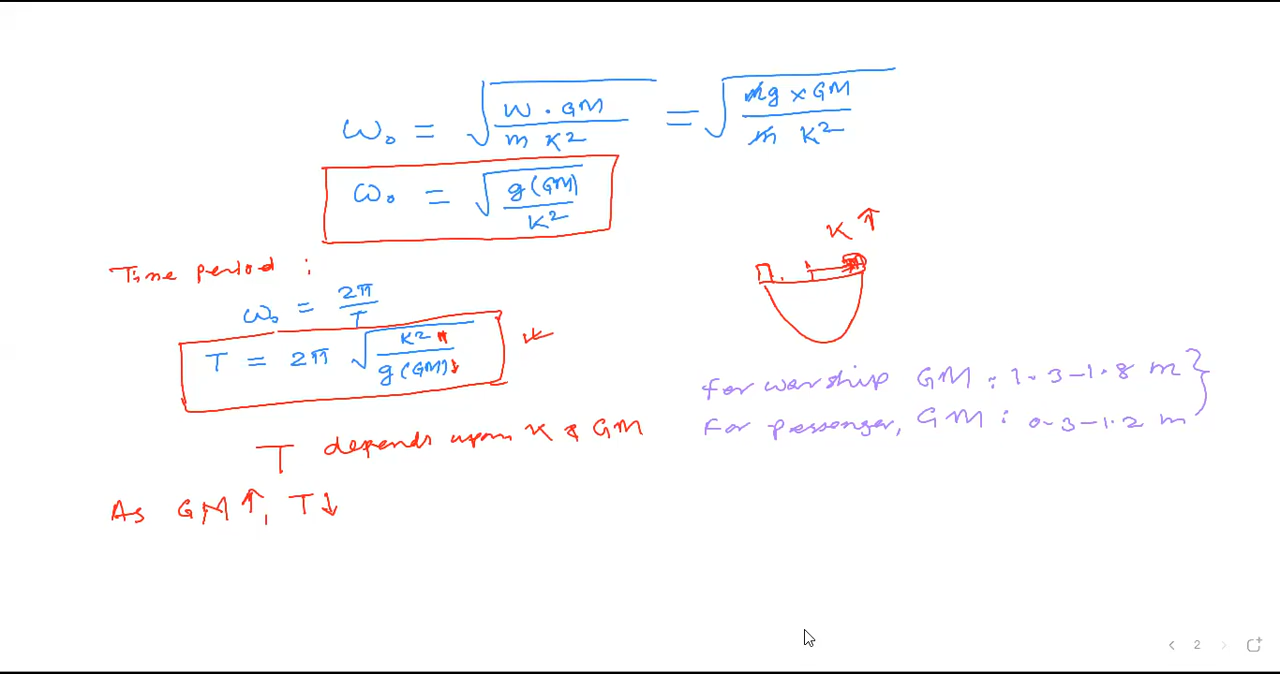 ω₀ = √(W · GM / m K²) = √(mg × GM / m K²)
ω₀ = √(g(GM) / K²)
K ↑
Time period :
ω₀ = 2π / T
T = 2π √(K² ↑ / g(GM) ↓)
For warship GM : 1.3-1.8 m }
For passenger, GM : 0.3-1.2 m
T depends upon K & GM
As GM ↑, T ↓
2